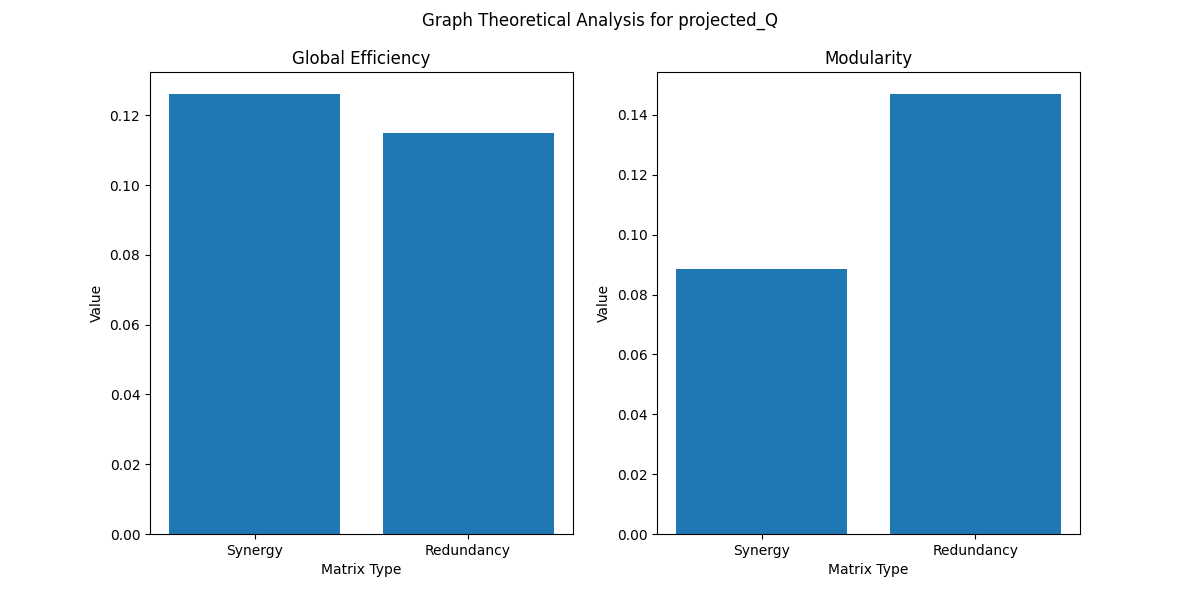 Graph Theoretical Analysis for projected_Q
Global Efficiency
0.12
0.10
0.08
0.06
0.04
0.02
0.00
Value
Synergy Redundancy
Matrix Type
Modularity
0.14
0.12
0.10
0.08
0.06
0.04
0.02
0.00
Value
Synergy Redundancy
Matrix Type